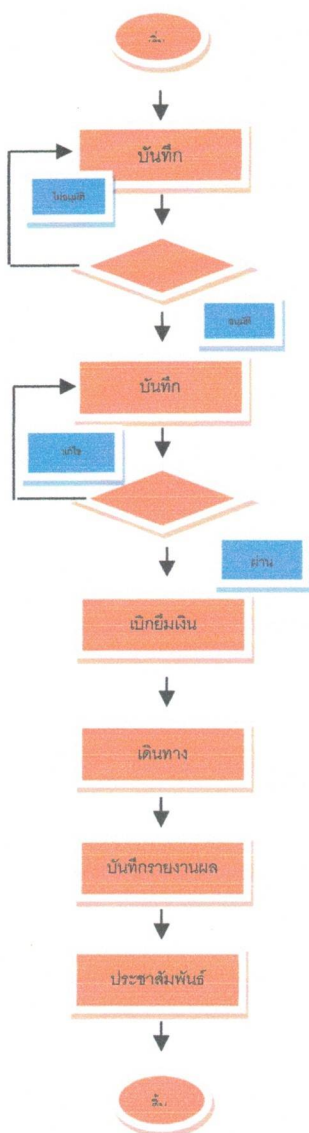 บันทึก
ไม่อนุมัติ
อนุมัติ
บันทึก
แก้ไข
ผ่าน
เบิกยืมเงิน
เดินทาง
บันทึกรายงานผล
ประชาสัมพันธ์